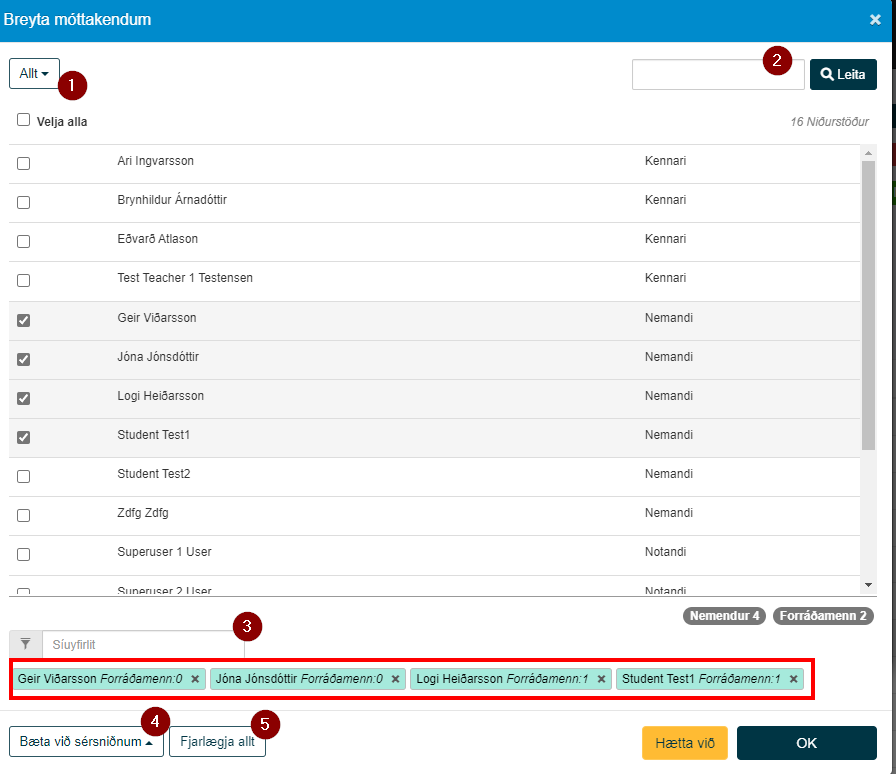 Breyta móttakendum ×
Allt
1
2
Leita
Velja alla
16 Niðurstöður
Ari Ingvarsson Kennari
Brynhildur Árnadóttir Kennari
Eðvarð Atlason Kennari
Test Teacher 1 Testensen Kennari
Geir Viðarsson Nemandi
Jóna Jónsdóttir Nemandi
Logi Heiðarsson Nemandi
Student Test1 Nemandi
Student Test2 Nemandi
Zdfg Zdfg Nemandi
Superuser 1 User Notandi
Superuser 2 User Notandi
Nemendur 4 Forráðamenn 2
3
Síuyfirlit
Geir Viðarsson Forráðamenn:0 × Jóna Jónsdóttir Forráðamenn:0 × Logi Heiðarsson Forráðamenn:1 × Student Test1 Forráðamenn:1 ×
4
5
Bæta við sérsniðnum Fjarlægja allt Hætta við OK